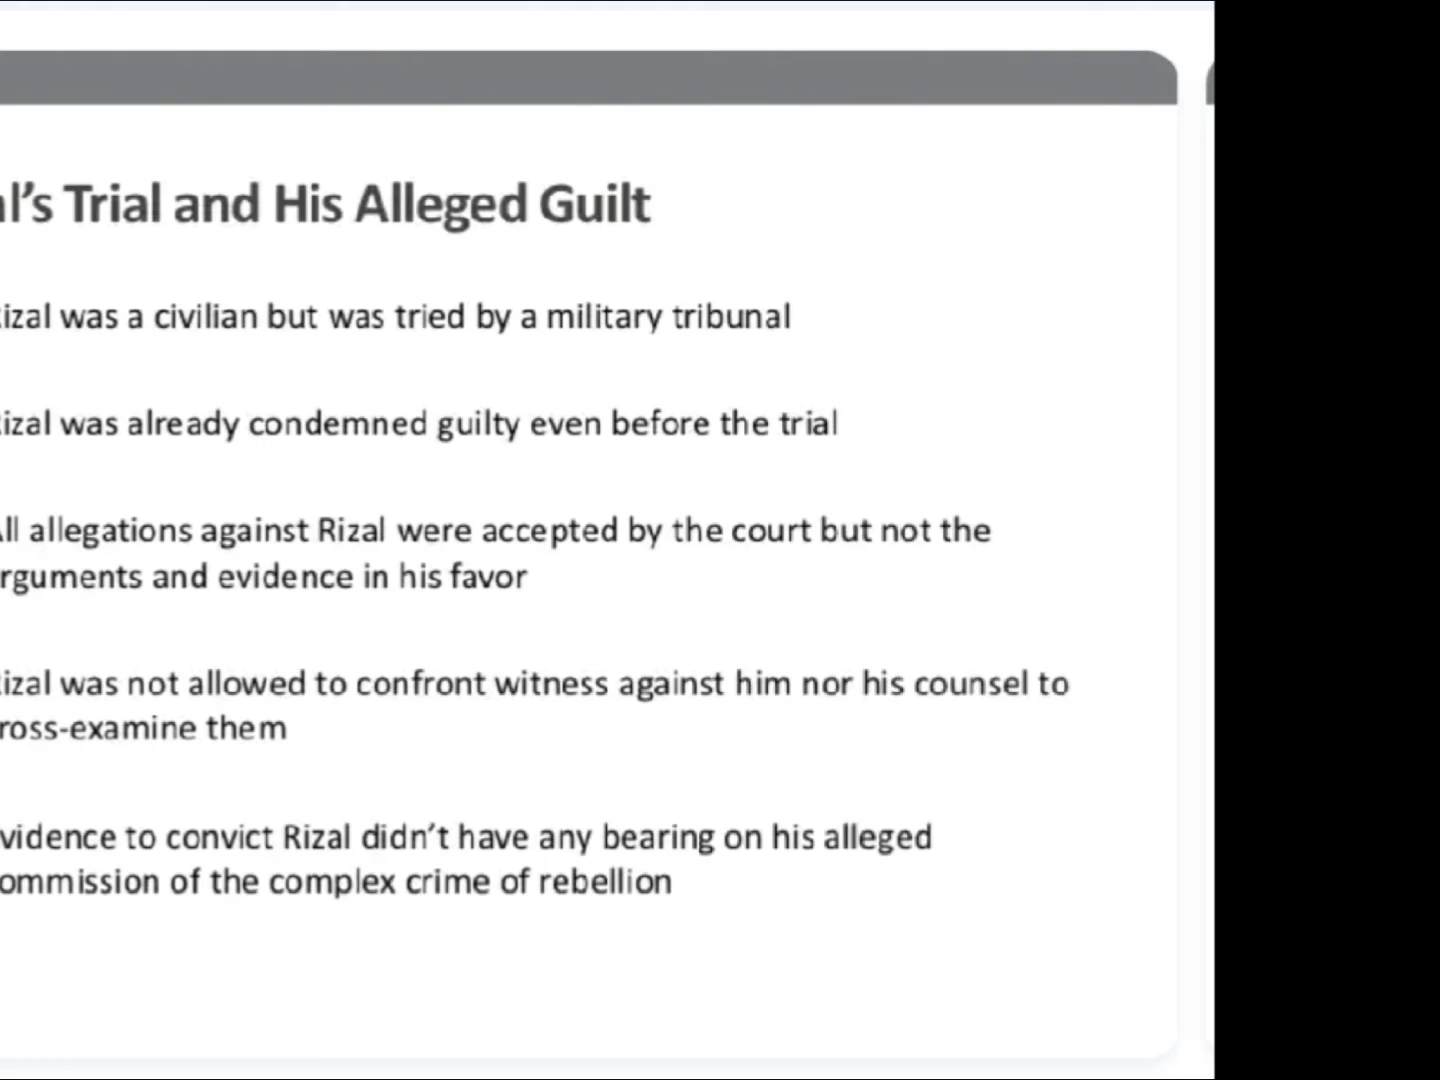 l's Trial and His Alleged Guilt
izal was a civilian but was tried by a military tribunal
izal was already condemned guilty even before the trial
ll allegations against Rizal were accepted by the court but not the
rguments and evidence in his favor
izal was not allowed to confront witness against him nor his counsel to
ross-examine them
vidence to convict Rizal didn't have any bearing on his alleged
ommission of the complex crime of rebellion